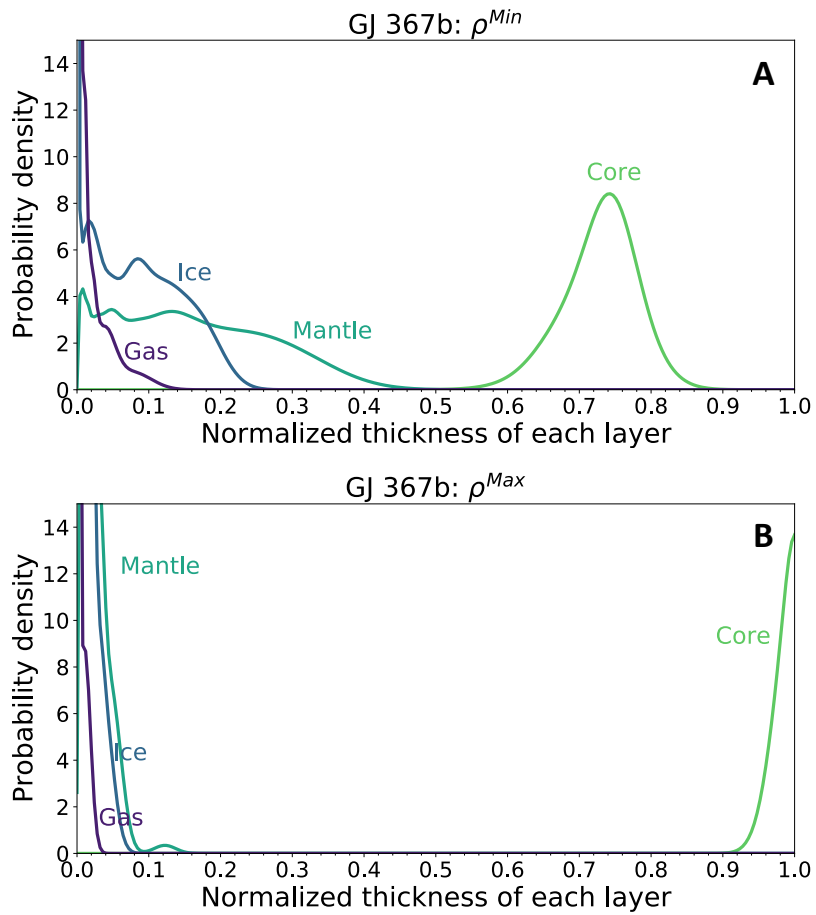 GJ 367b: ρ^Min
A
14
12
10
8
6
4
2
0
Probability density
Core
Ice
Mantle
Gas
0.0 0.1 0.2 0.3 0.4 0.5 0.6 0.7 0.8 0.9 1.0
Normalized thickness of each layer
GJ 367b: ρ^Max
B
14
12
10
8
6
4
2
0
Probability density
Mantle
Core
Ice
Gas
0.0 0.1 0.2 0.3 0.4 0.5 0.6 0.7 0.8 0.9 1.0
Normalized thickness of each layer